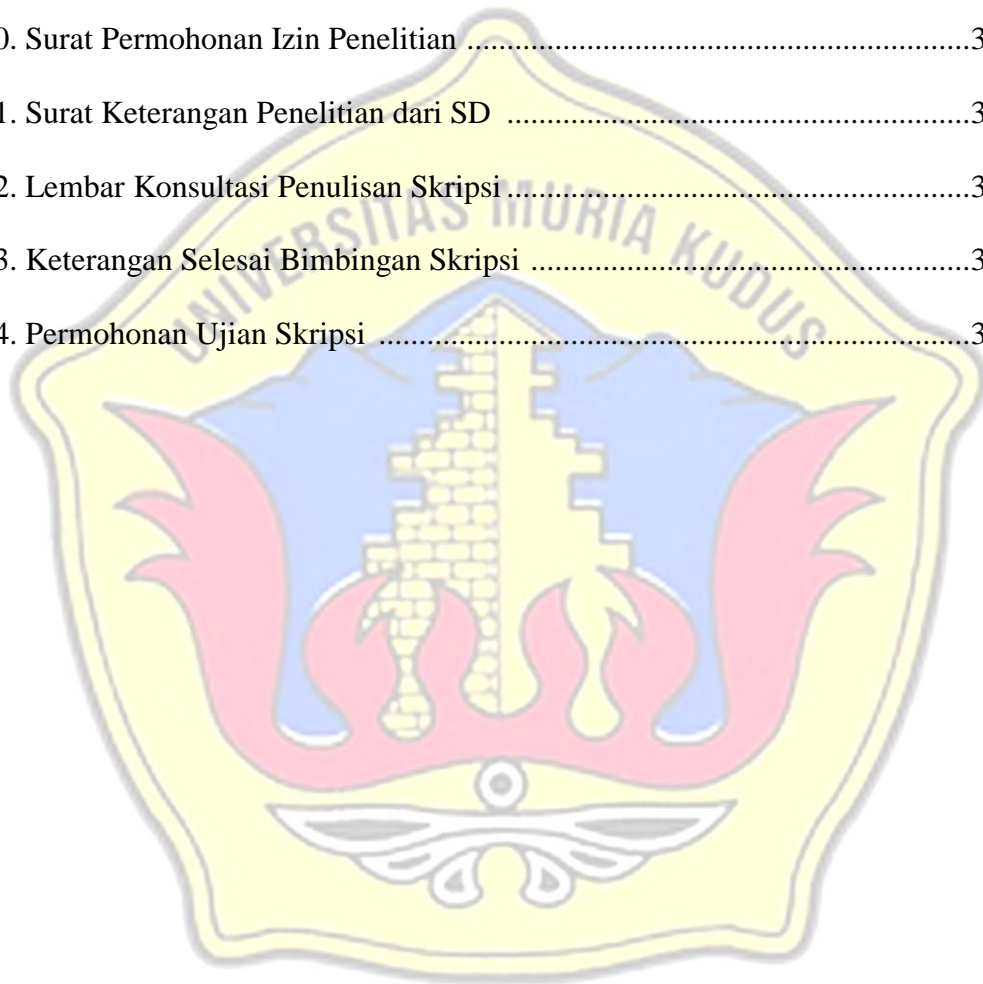 0. Surat Permohonan Izin Penelitian ...............................................................3
1. Surat Keterangan Penelitian dari SD ..........................................................3
2. Lembar Konsultasi Penulisan Skripsi ..........................................................3
3. Keterangan Selesai Bimbingan Skripsi .......................................................3
4. Permohonan Ujian Skripsi ..........................................................................3
UNIVERSITAS MURIA KUDUS